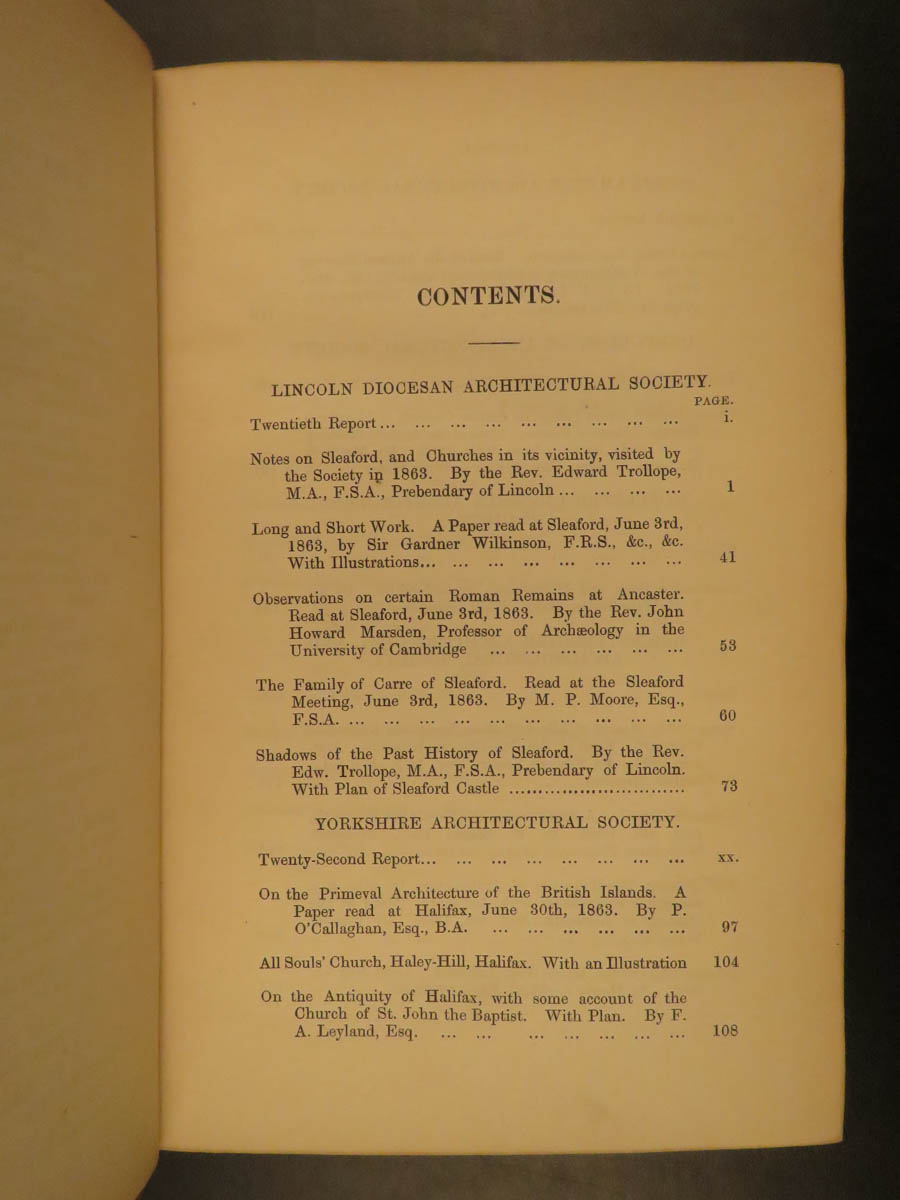 CONTENTS.
LINCOLN DIOCESAN ARCHITECTURAL SOCIETY.
PAGE.
Twentieth Report... ... ... ... ... ... ... ... ... i.
Notes on Sleaford, and Churches in its vicinity, visited by
the Society in 1863. By the Rev. Edward Trollope,
M.A., F.S.A., Prebendary of Lincoln ... ... ... ... 1
Long and Short Work. A Paper read at Sleaford, June 3rd,
1863, by Sir Gardner Wilkinson, F.R.S., &c., &c.
With Illustrations... ... ... ... ... ... ... ... 41
Observations on certain Roman Remains at Ancaster.
Read at Sleaford, June 3rd, 1863. By the Rev. John
Howard Marsden, Professor of Archæology in the
University of Cambridge ... ... ... ... ... ... 53
The Family of Carre of Sleaford. Read at the Sleaford
Meeting, June 3rd, 1863. By M. P. Moore, Esq.,
F.S.A. ... ... ... ... ... ... ... ... ... ... 60
Shadows of the Past History of Sleaford. By the Rev.
Edw. Trollope, M.A., F.S.A., Prebendary of Lincoln.
With Plan of Sleaford Castle .............................. 73
YORKSHIRE ARCHITECTURAL SOCIETY.
Twenty-Second Report... ... ... ... ... ... ... ... xx.
On the Primeval Architecture of the British Islands. A
Paper read at Halifax, June 30th, 1863. By P.
O'Callaghan, Esq., B.A. ... ... ... ... ... ... 97
All Souls' Church, Haley-Hill, Halifax. With an Illustration 104
On the Antiquity of Halifax, with some account of the
Church of St. John the Baptist. With Plan. By F.
A. Leyland, Esq. ... ... ... ... ... ... ... 108